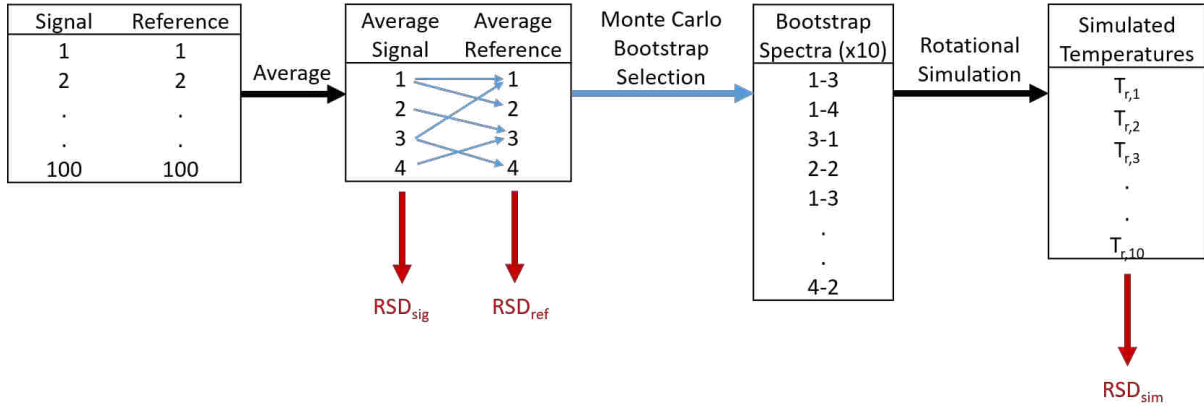 Signal Reference
1 1
2 2
. .
. .
100 100
Average
Average Average
Signal Reference
1 1
2 2
3 3
4 4
RSDsig RSDref
Monte Carlo
Bootstrap
Selection
Bootstrap
Spectra (x10)
1-3
1-4
3-1
2-2
1-3
.
.
4-2
Rotational
Simulation
Simulated
Temperatures
Tr,1
Tr,2
Tr,3
.
.
Tr,10
RSDsim